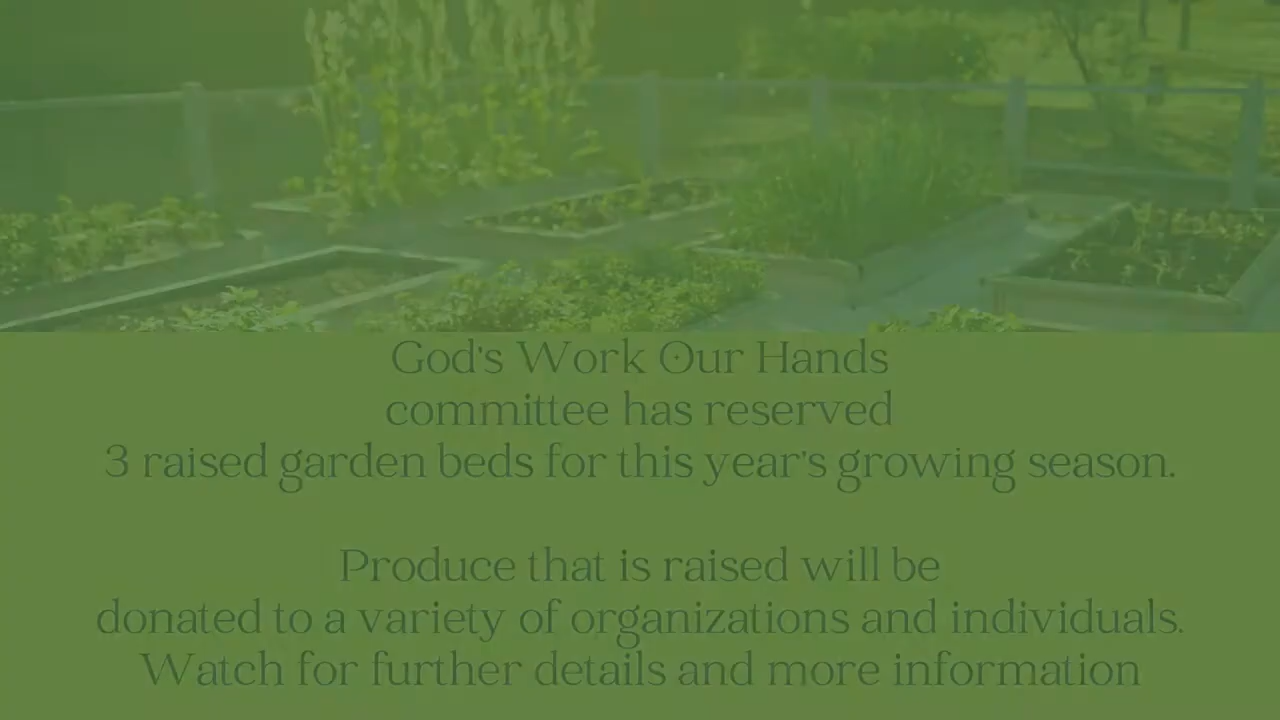 God's Work Our Hands
committee has reserved
3 raised garden beds for this year's growing season.
Produce that is raised will be
donated to a variety of organizations and individuals.
Watch for further details and more information